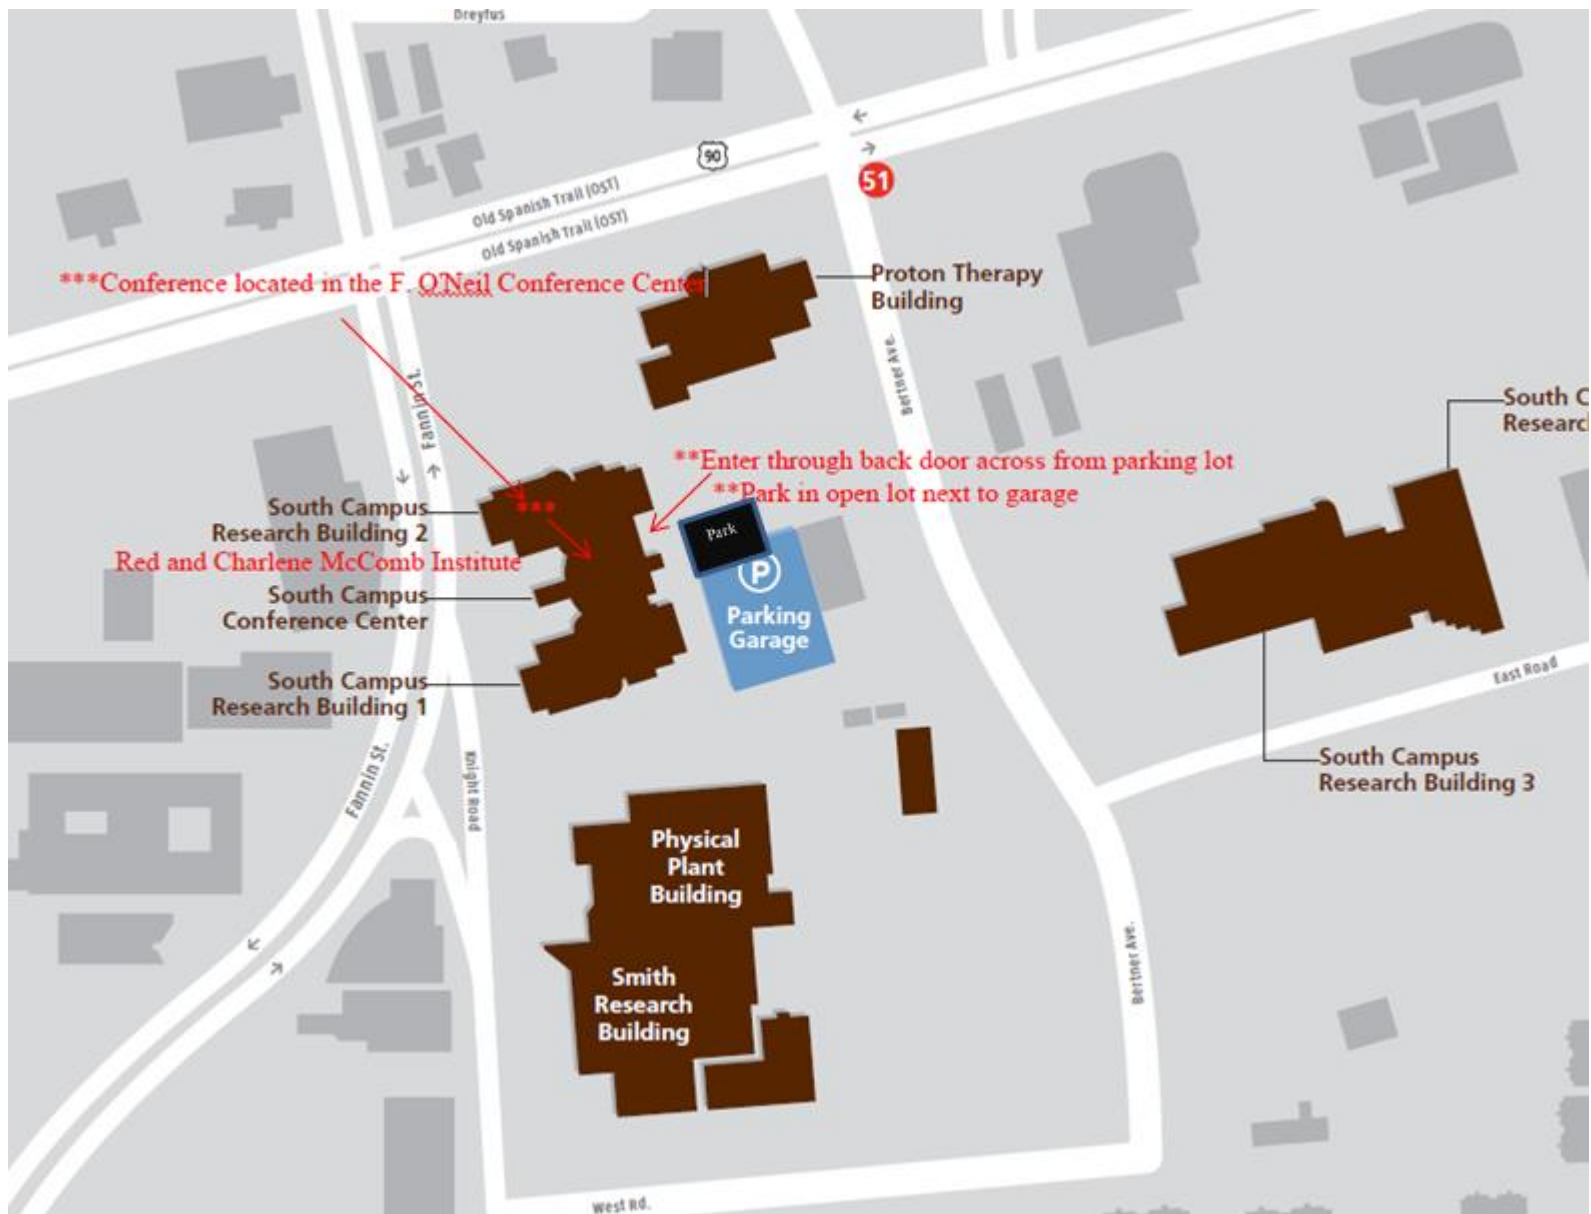 Dreyfus
90
Old Spanish Trail (OST)
Old Spanish Trail (OST)
51
***Conference located in the F. O'Neil Conference Center
Proton Therapy
Building
Fannin St.
Bertner Ave.
South C
Researc
**Enter through back door across from parking lot
**Park in open lot next to garage
***
South Campus
Research Building 2
Park
Red and Charlene McComb Institute
P
Parking
Garage
South Campus
Conference Center
South Campus
Research Building 1
East Road
Fannin St.
Knight Road
South Campus
Research Building 3
Physical
Plant
Building
Bertner Ave.
Smith
Research
Building
West Rd.